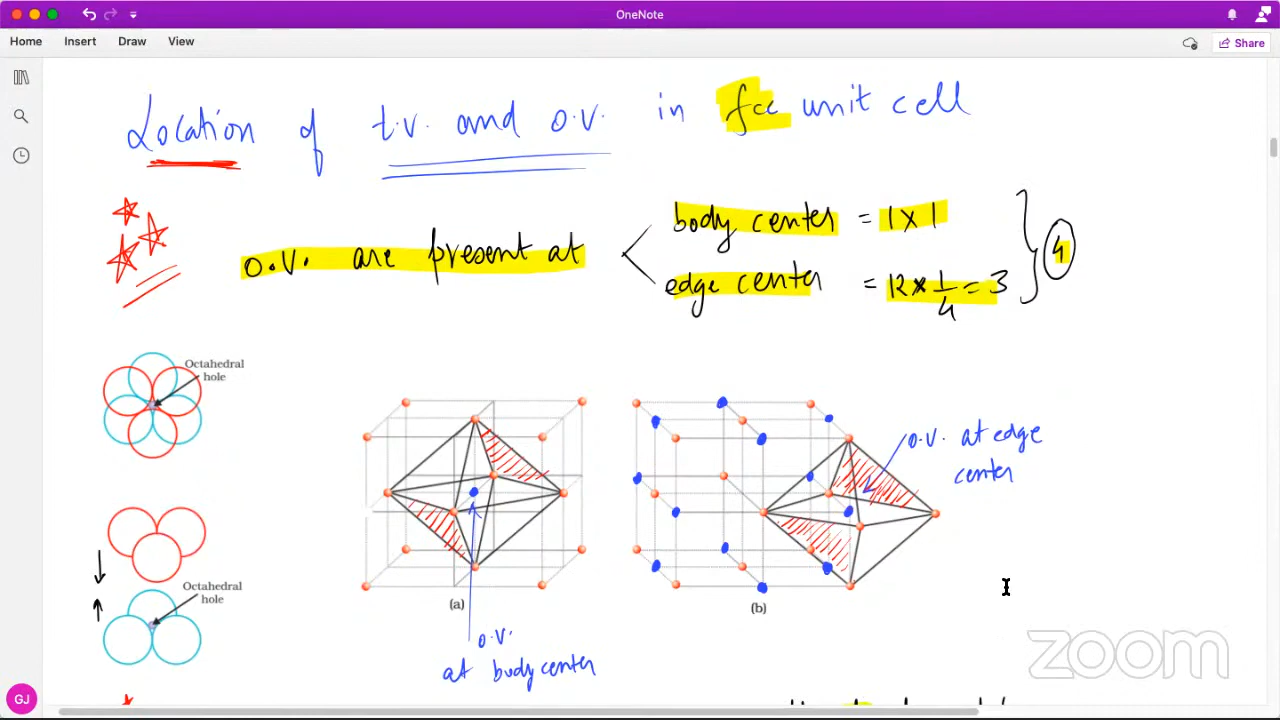 OneNote
Home Insert Draw View
Share
Location of t.v. and o.v. in fcc unit cell
body center = 1 x 1
o.v. are present at
4
edge center = 12 x 1/4 = 3
Octahedral
hole
o.v. at edge
center
Octahedral
hole
(a)
(b)
o.v.
at body center
zoom
GJ